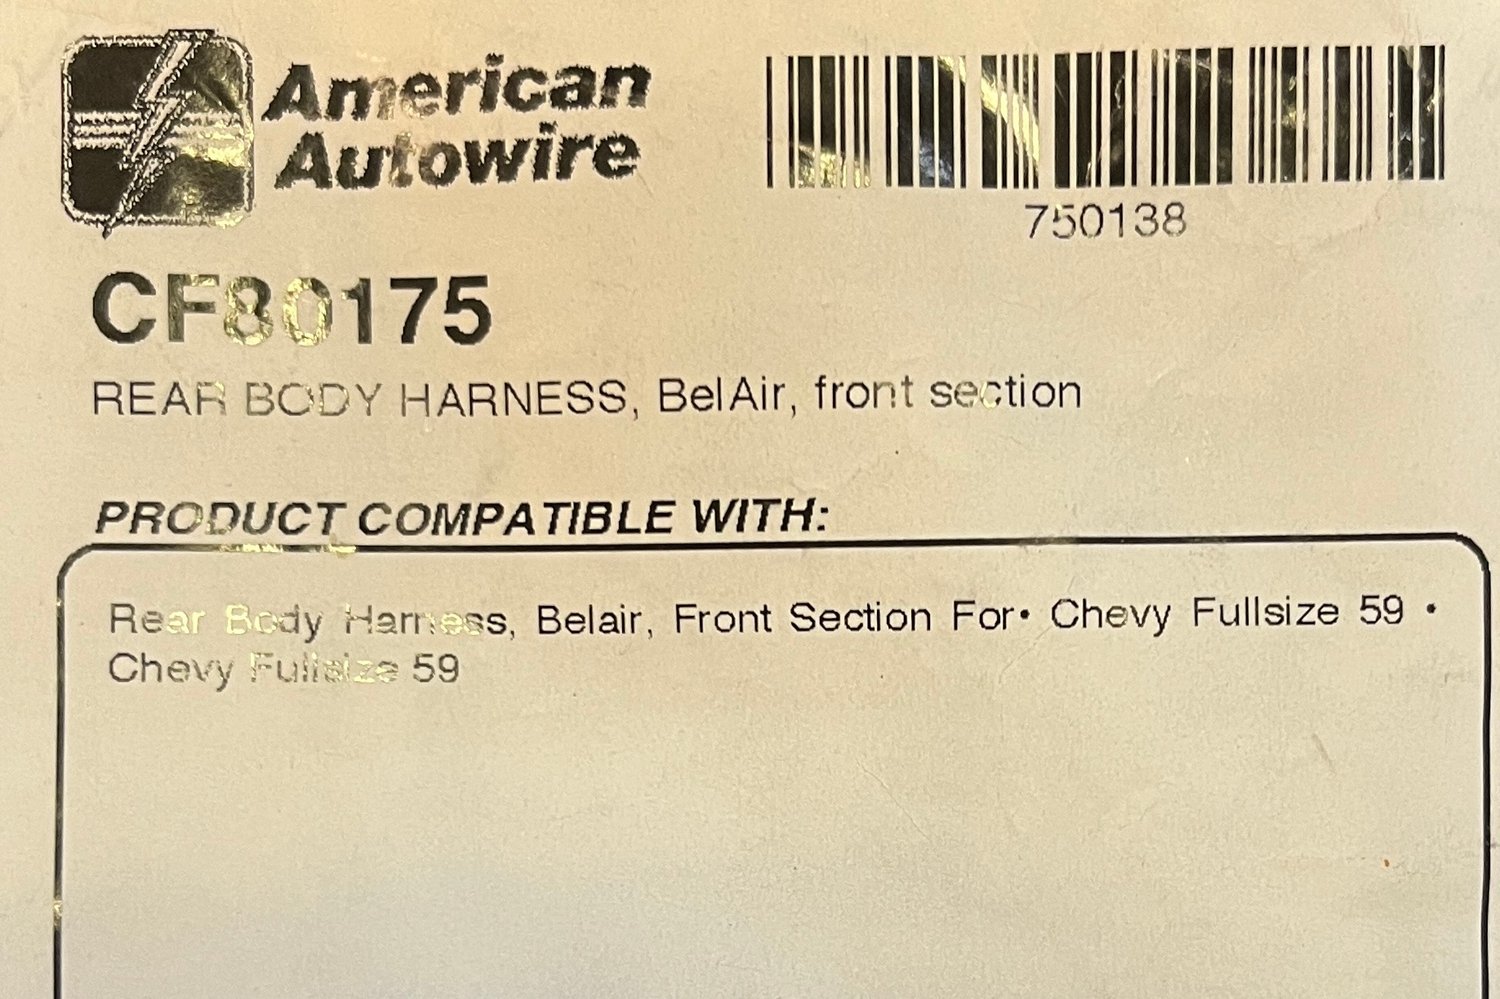 American
Autowire
750138
CF80175
REAR BODY HARNESS, BelAir, front section
PRODUCT COMPATIBLE WITH:
Rear Body Harness, Belair, Front Section For• Chevy Fullsize 59 •
Chevy Fullsize 59